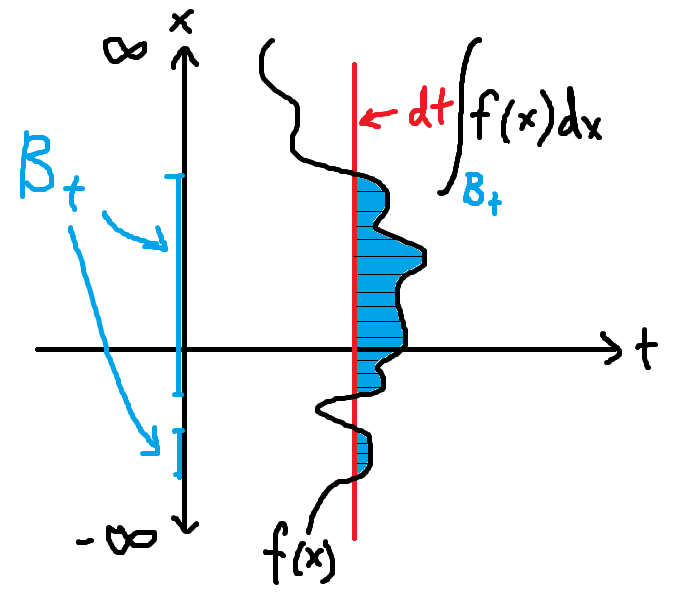 x
∞
dt ∫ f(x)dx
B_t
B_t
t
-∞
f(x)